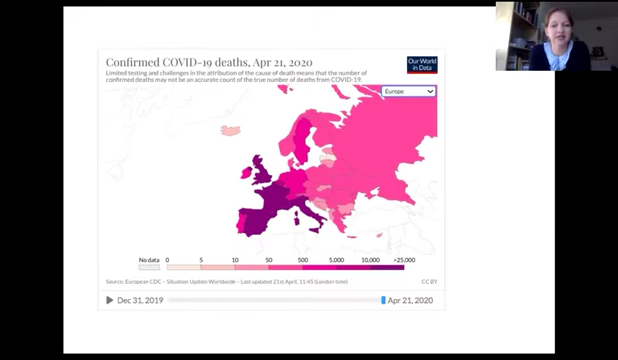 Confirmed COVID-19 deaths, Apr 21, 2020
Limited testing and challenges in the attribution of the cause of death means that the number of
confirmed deaths may not be an accurate count of the true number of deaths from COVID-19.
Our World
in Data
Europe
No data 0 5 10 50 500 5,000 10,000 >25,000
Source: European CDC – Situation Update Worldwide – Last updated 21st April, 11:45 (London time) CC BY
Dec 31, 2019 Apr 21, 2020